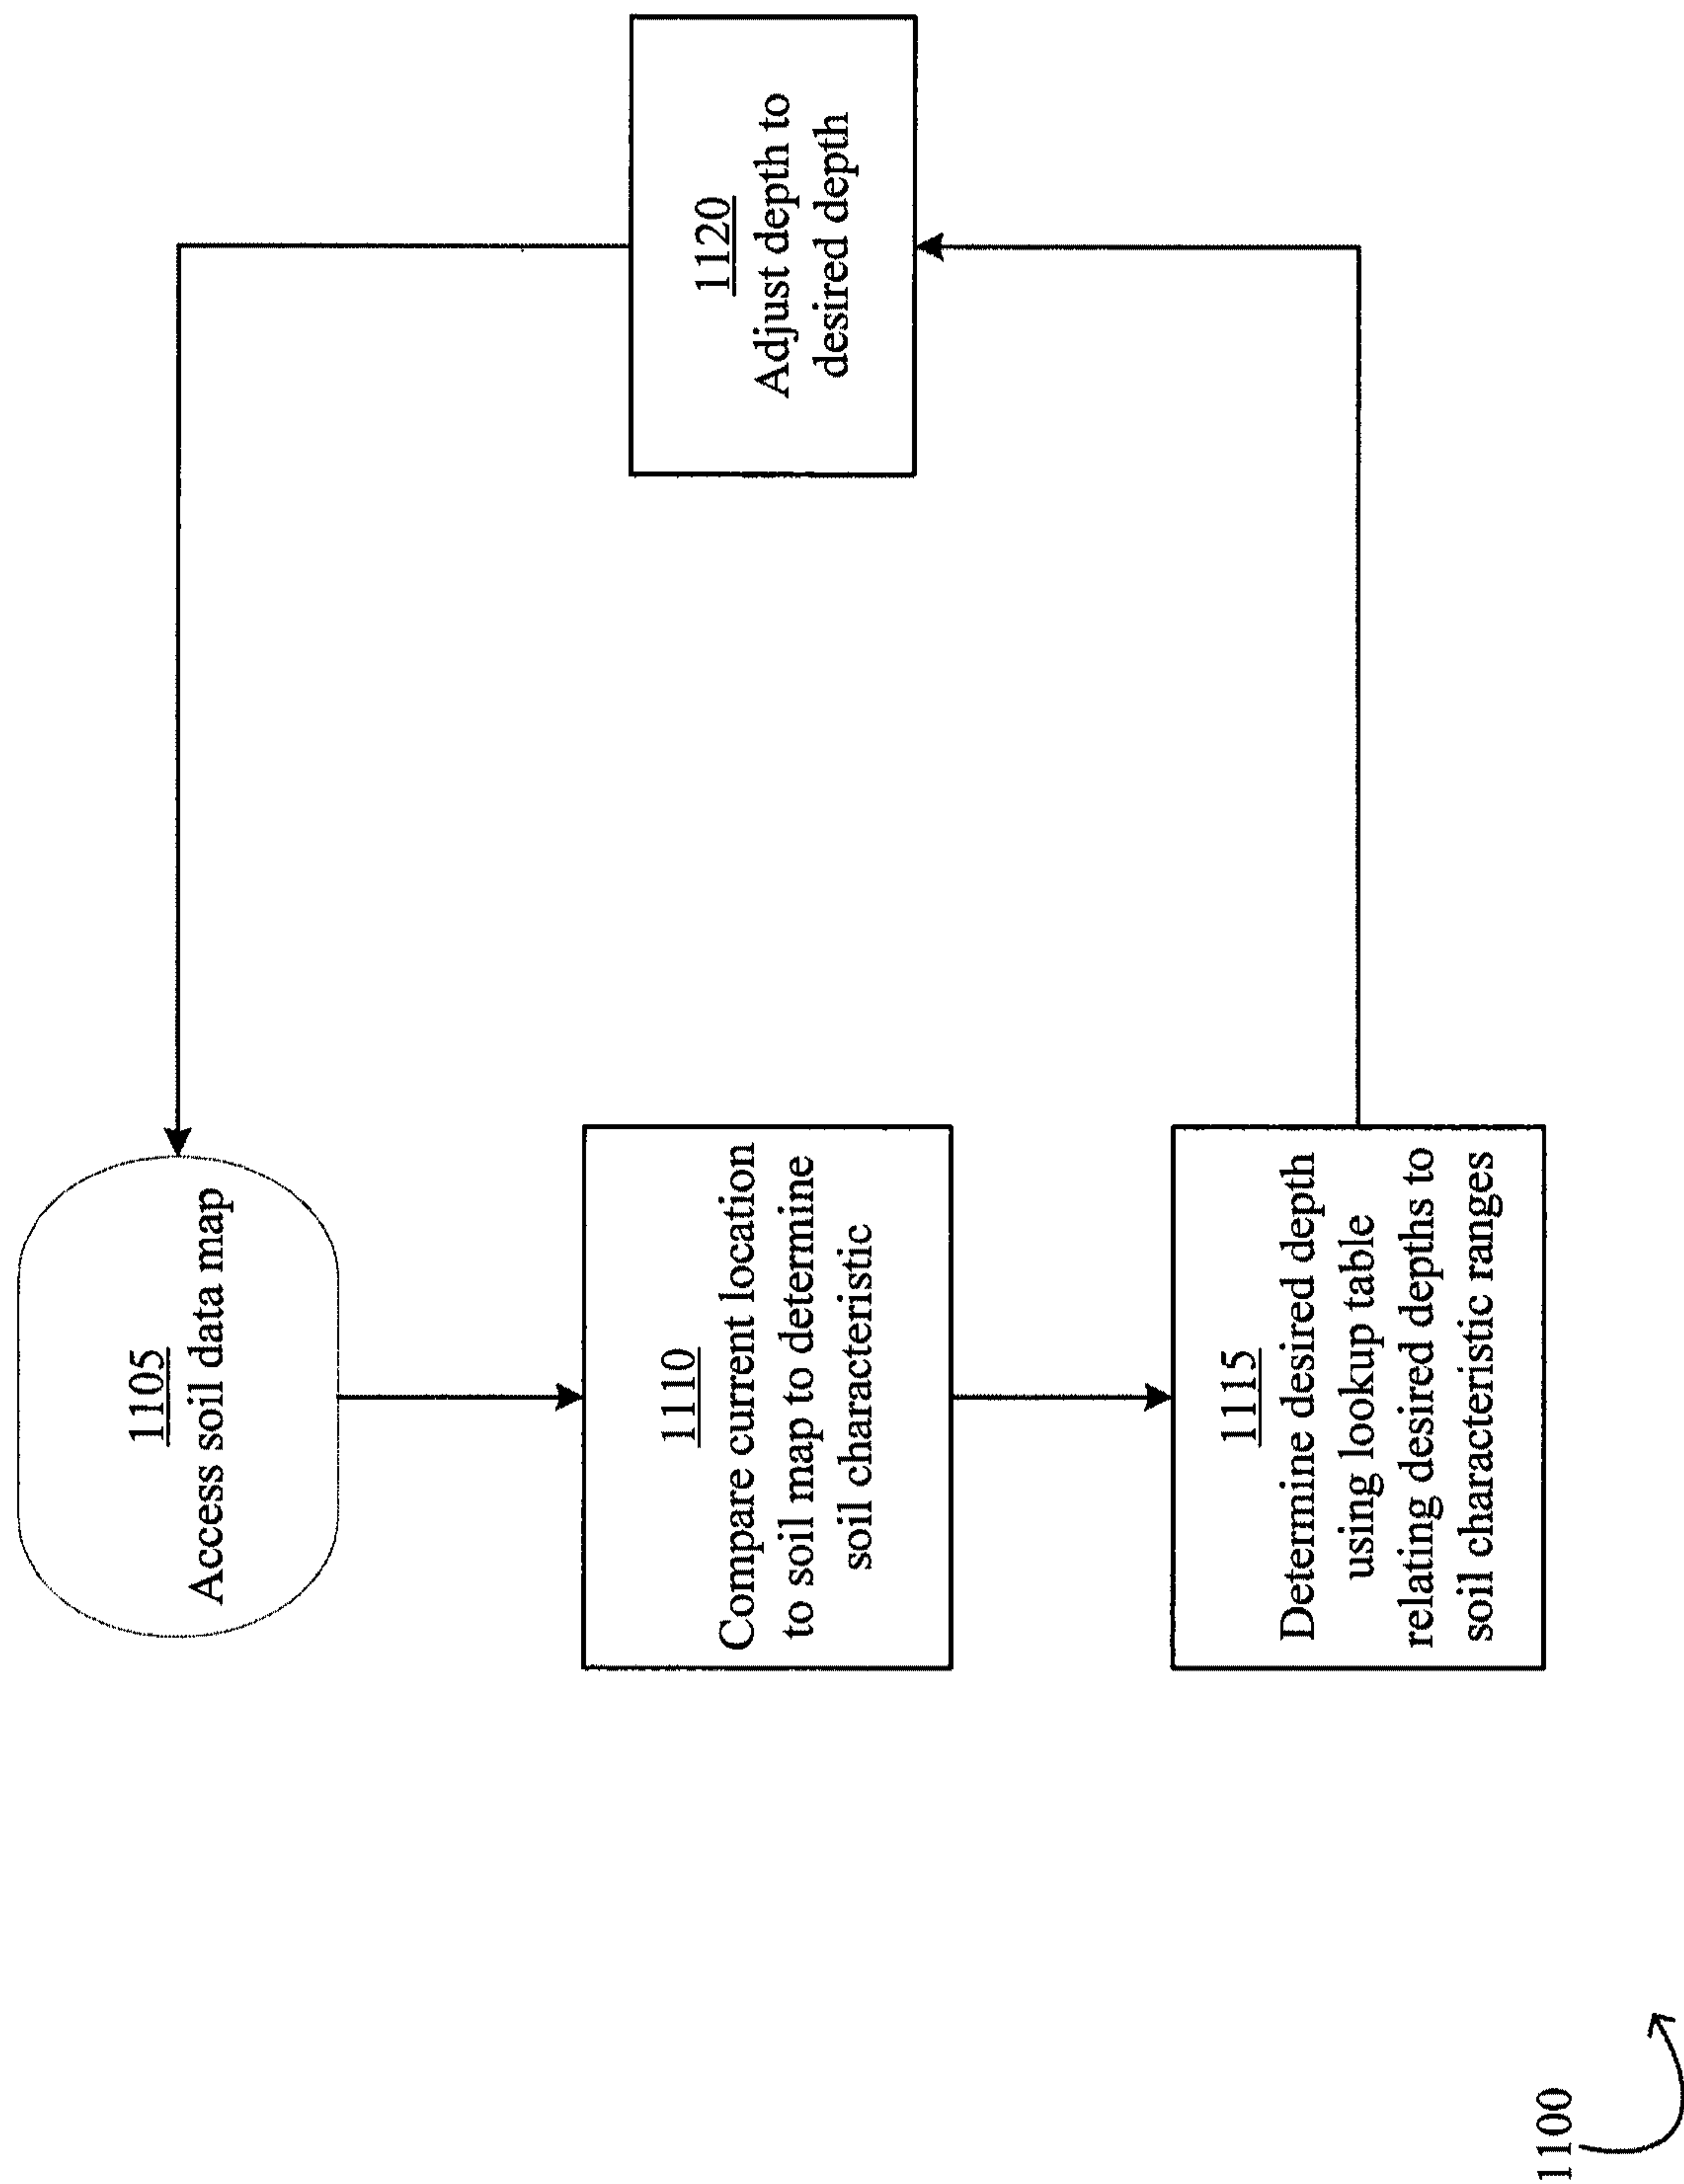 1105
Access soil data map
1110
Compare current location
to soil map to determine
soil characteristic
1115
Determine desired depth
using lookup table
relating desired depths to
soil characteristic ranges
1120
Adjust depth to
desired depth
1100